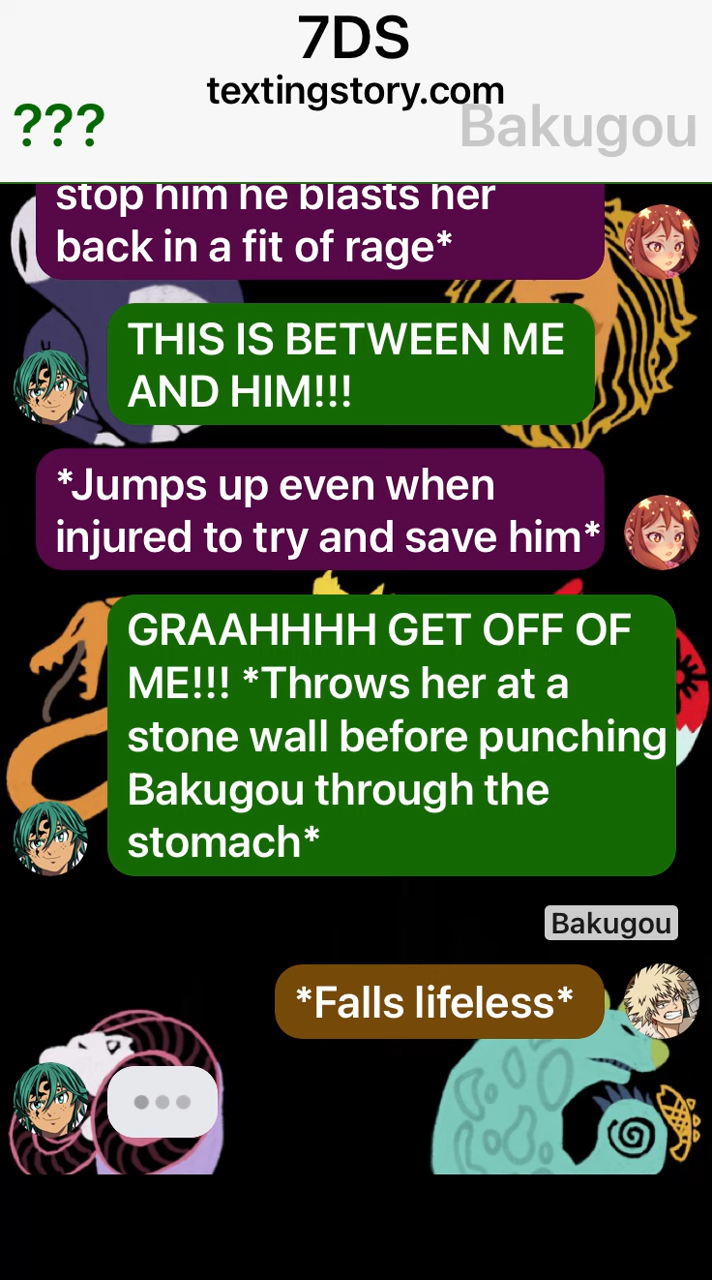 7DS
textingstory.com
???
Bakugou
stop him he blasts her
back in a fit of rage*
THIS IS BETWEEN ME
AND HIM!!!
*Jumps up even when
injured to try and save him*
GRAAHHHH GET OFF OF
ME!!! *Throws her at a
stone wall before punching
Bakugou through the
stomach*
Bakugou
*Falls lifeless*